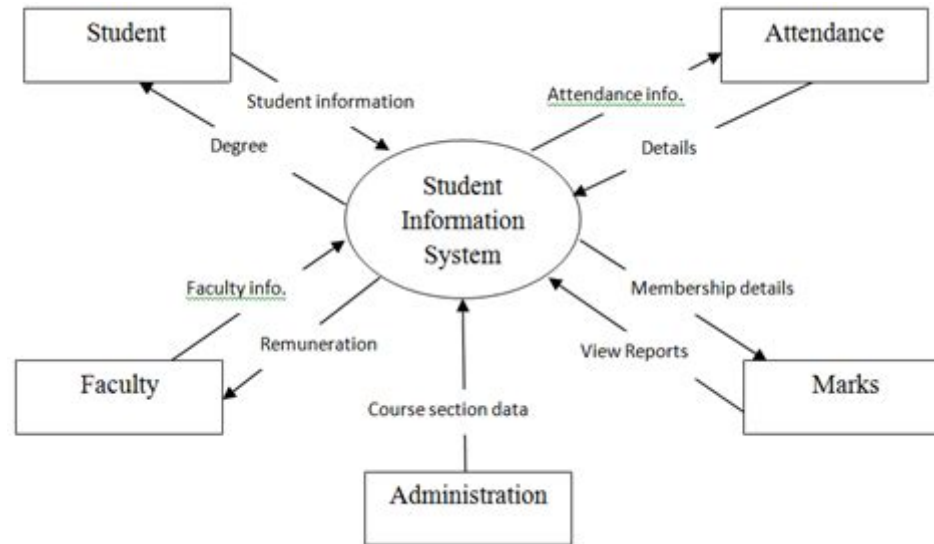 Student
Attendance
Student information
Attendance info.
Degree
Details
Student
Information
System
Faculty info.
Membership details
Remuneration
View Reports
Faculty
Marks
Course section data
Administration